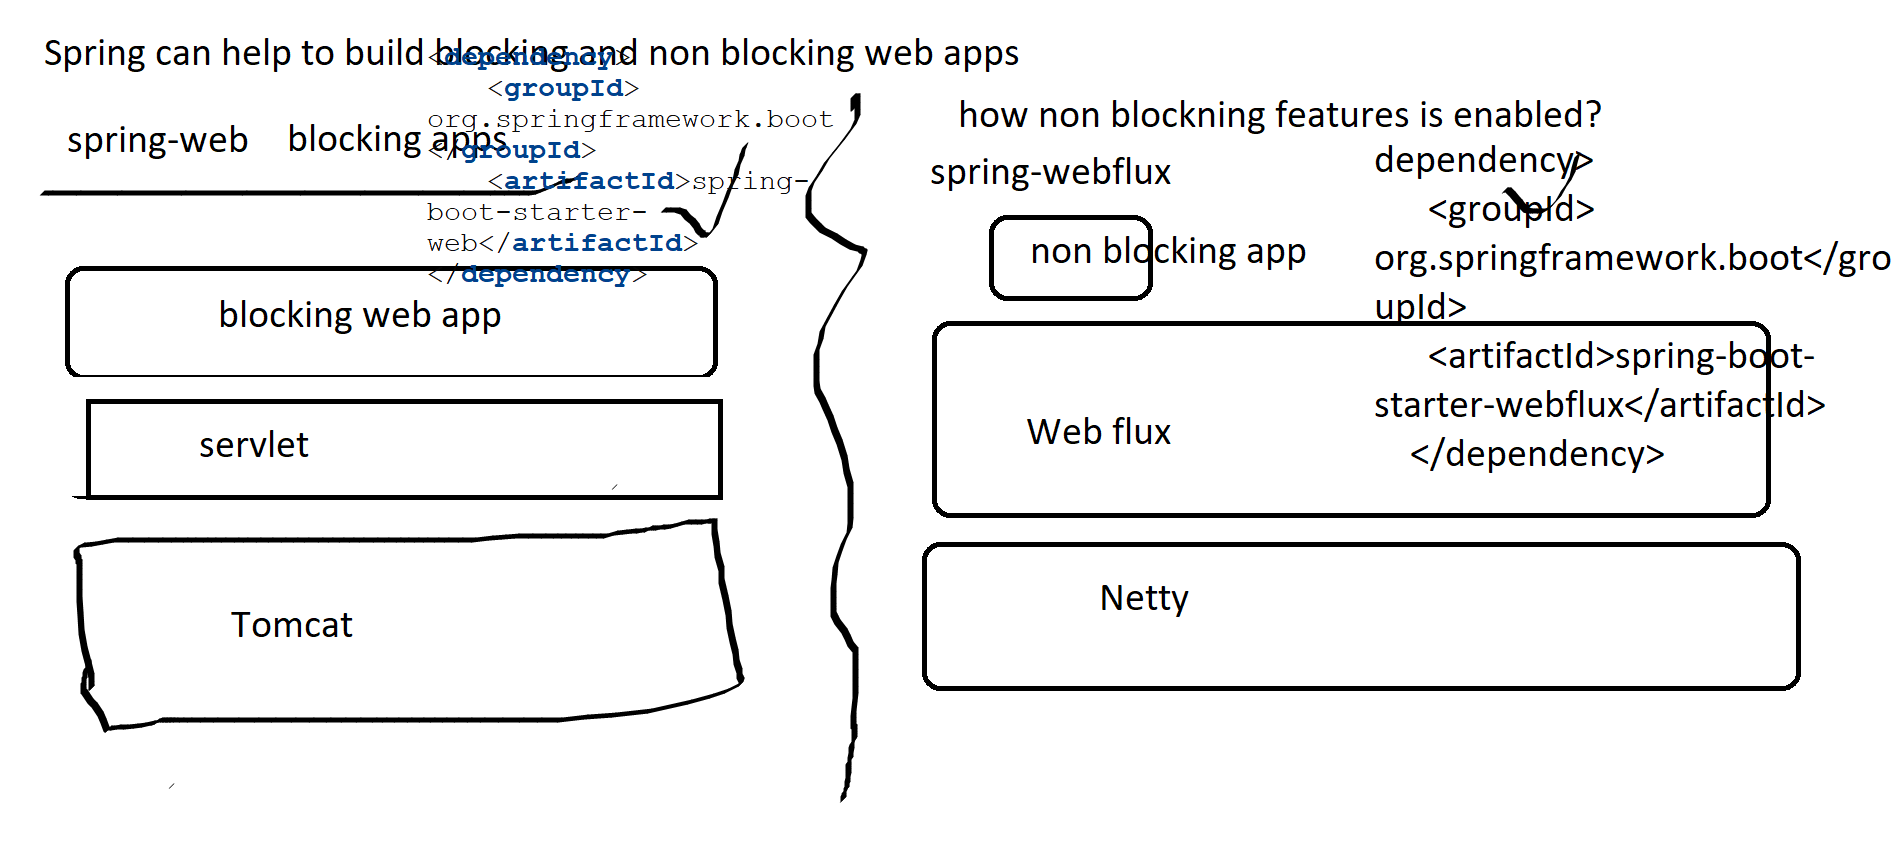 Spring can help to build blocking and non blocking web apps
spring-web blocking apps
<dependency>
<groupId>
org.springframework.boot
</groupId>
<artifactId>spring-
boot-starter-
web</artifactId>
</dependency>
blocking web app
servlet
Tomcat
how non blockning features is enabled?
spring-webflux
dependency>
<groupId>
org.springframework.boot</gro
upId>
<artifactId>spring-boot-
starter-webflux</artifactId>
</dependency>
non blocking app
Web flux
Netty